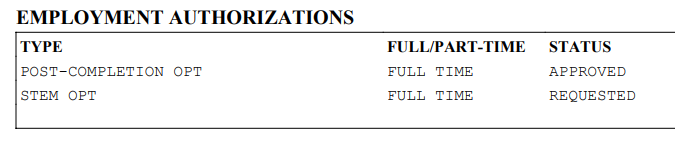 EMPLOYMENT AUTHORIZATIONS
TYPE FULL/PART-TIME STATUS
POST-COMPLETION OPT FULL TIME APPROVED
STEM OPT FULL TIME REQUESTED